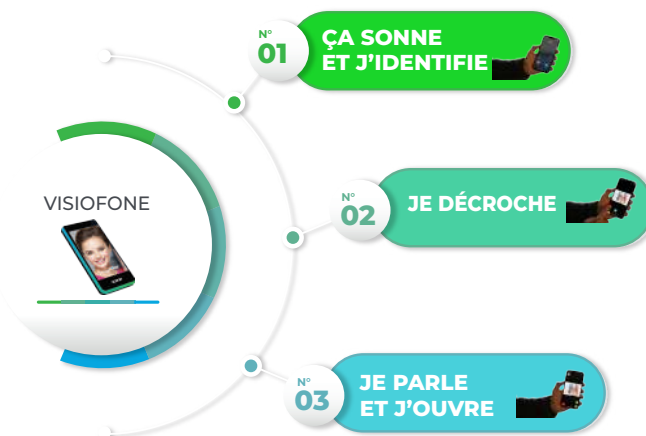 N°
01
ÇA SONNE
ET J'IDENTIFIE
VISIOFONE
N°
02
JE DÉCROCHE
N°
03
JE PARLE
ET J'OUVRE